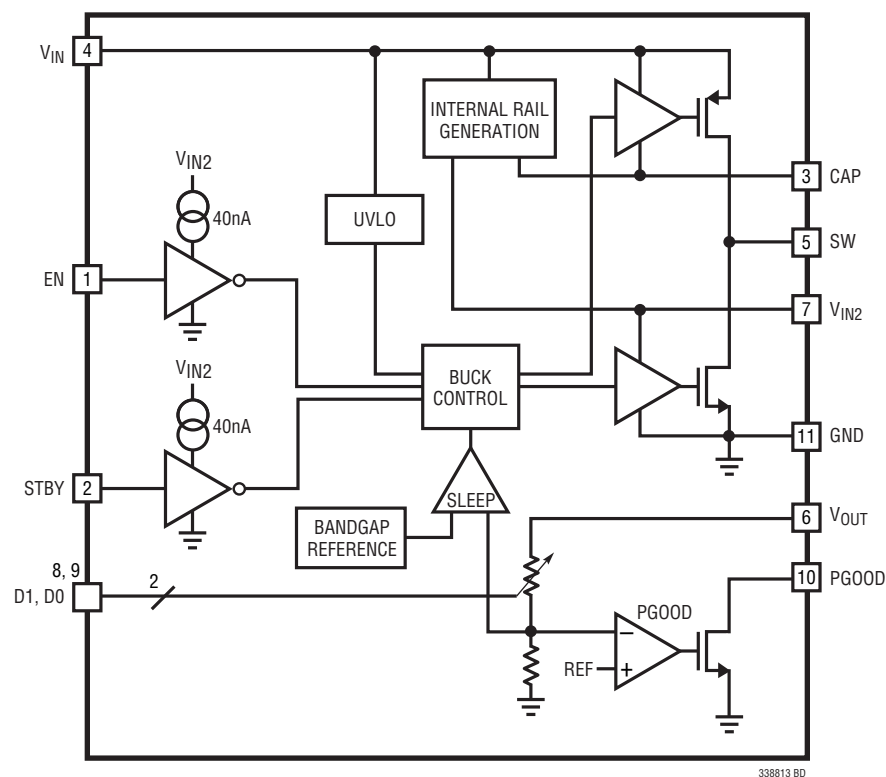 VIN 4
INTERNAL RAIL
GENERATION
3 CAP
VIN2
40nA
UVLO
5 SW
EN 1
7 VIN2
BUCK
CONTROL
VIN2
40nA
11 GND
STBY 2
SLEEP
6 VOUT
BANDGAP
REFERENCE
8, 9
D1, D0
2
10 PGOOD
PGOOD
–
REF +
338813 BD